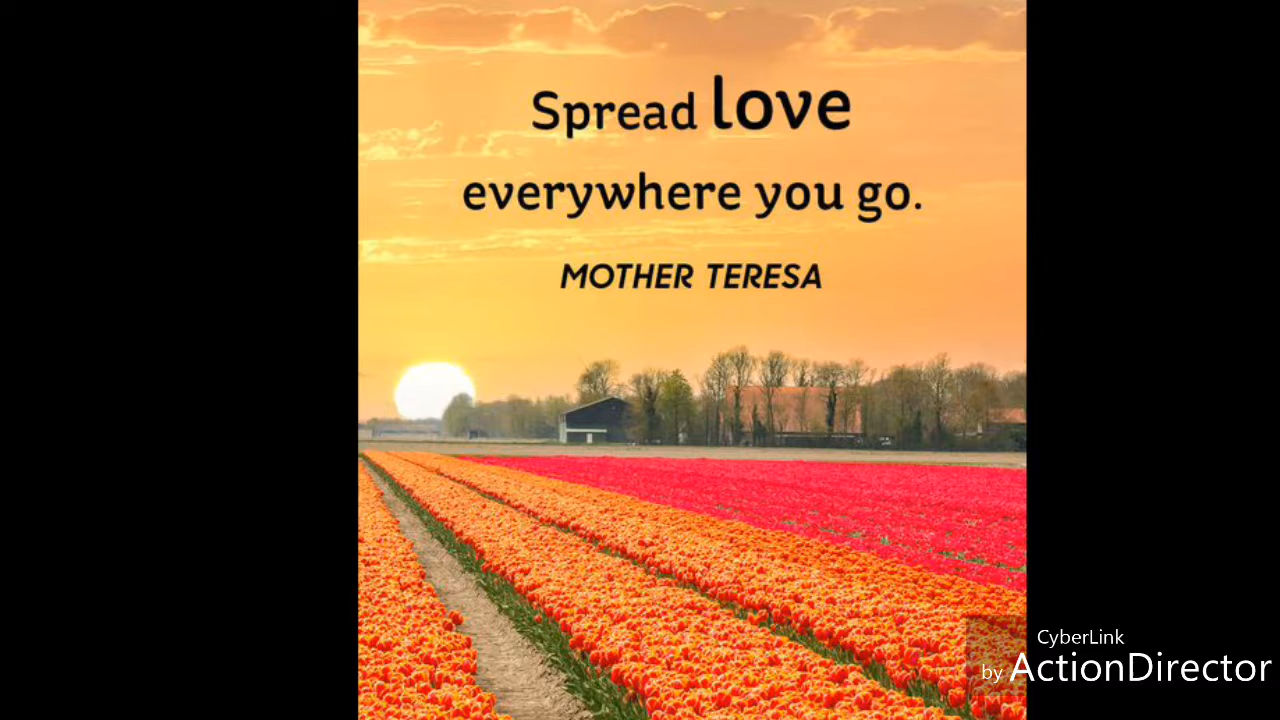 Spread love
everywhere you go.
MOTHER TERESA
CyberLink
by ActionDirector